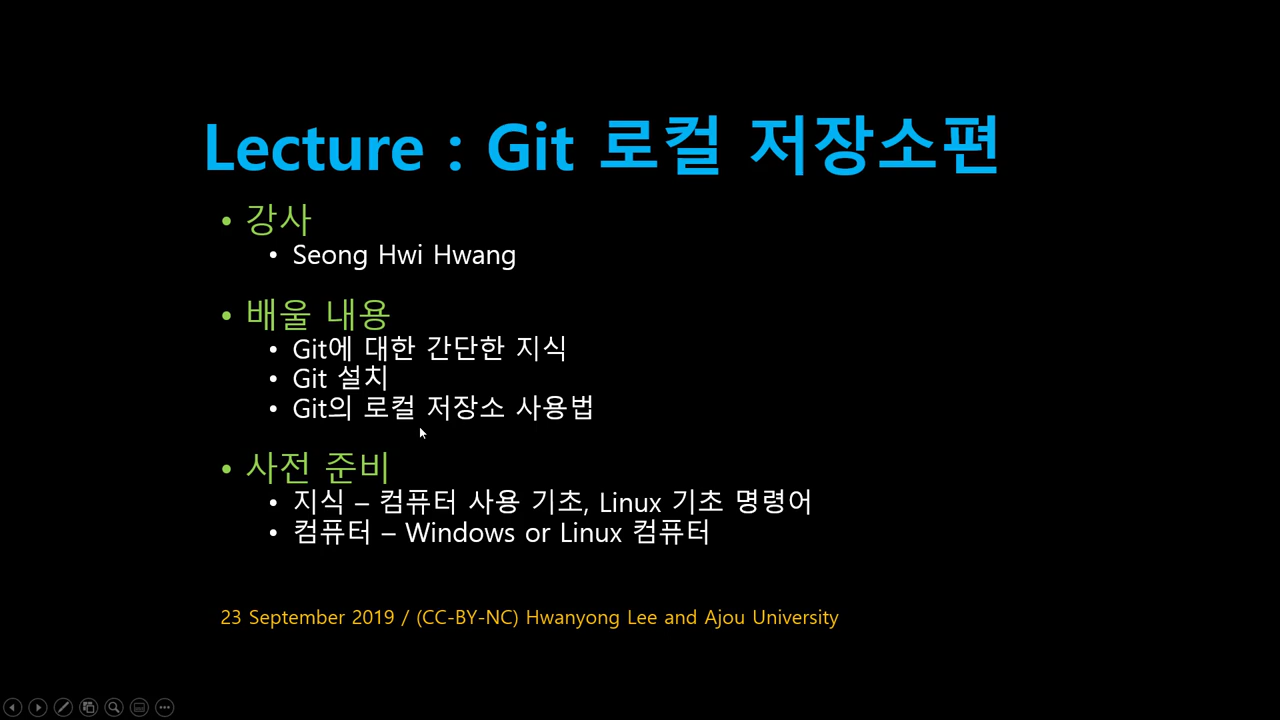 Lecture : Git 로컬 저장소편
• 강사
• Seong Hwi Hwang
• 배울 내용
• Git에 대한 간단한 지식
• Git 설치
• Git의 로컬 저장소 사용법
• 사전 준비
• 지식 – 컴퓨터 사용 기초, Linux 기초 명령어
• 컴퓨터 – Windows or Linux 컴퓨터
23 September 2019 / (CC-BY-NC) Hwanyong Lee and Ajou University